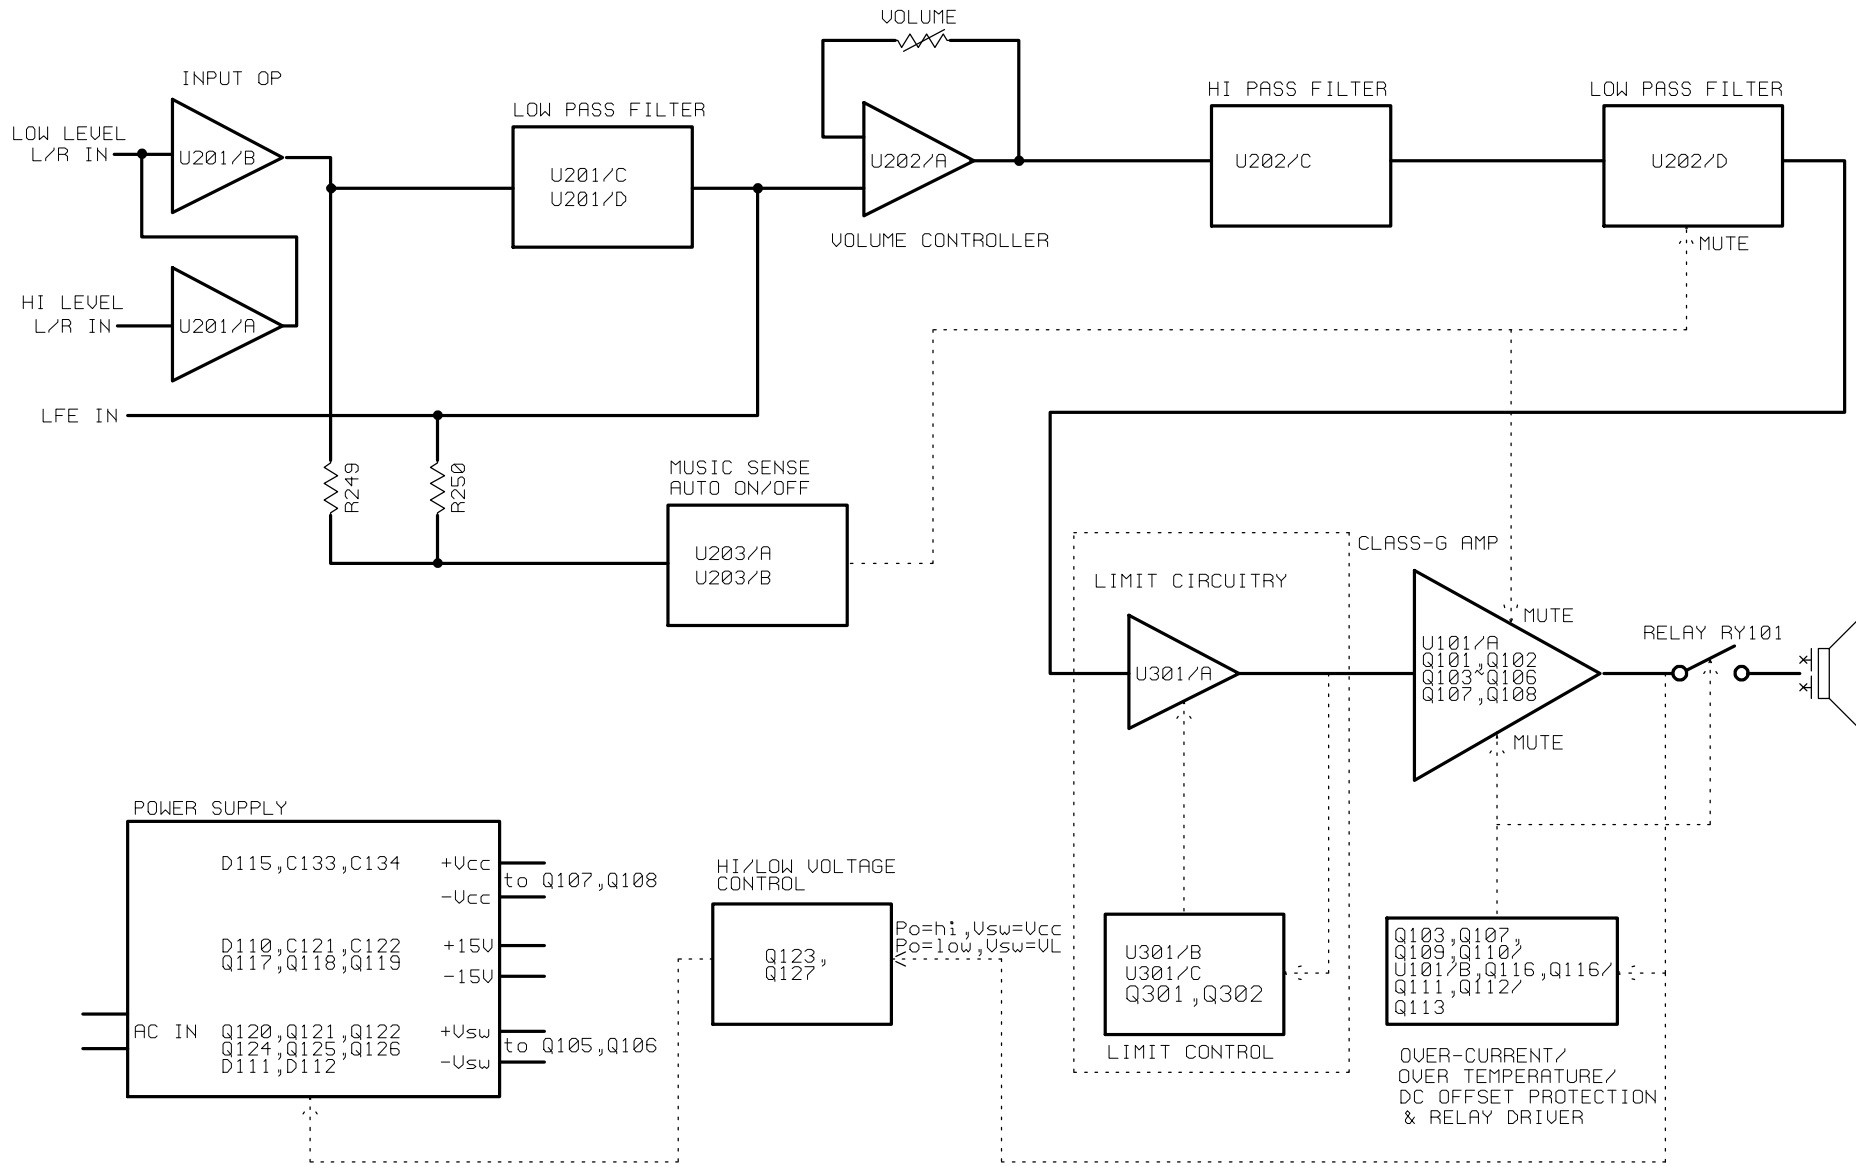 VOLUME
INPUT OP
LOW LEVEL
L/R IN
U201/B
LOW PASS FILTER
U201/C
U201/D
U202/A
VOLUME CONTROLLER
HI PASS FILTER
U202/C
LOW PASS FILTER
U202/D
MUTE
HI LEVEL
L/R IN
U201/A
LFE IN
R249
R250
MUSIC SENSE
AUTO ON/OFF
U203/A
U203/B
LIMIT CIRCUITRY
U301/A
CLASS-G AMP
MUTE
U101/A
Q101,Q102
Q103~Q106
Q107,Q108
MUTE
RELAY RY101
POWER SUPPLY
D115,C133,C134
+Vcc
-Vcc
to Q107,Q108
D110,C121,C122
Q117,Q118,Q119
+15V
-15V
AC IN
Q120,Q121,Q122
Q124,Q125,Q126
D111,D112
+Vsw
-Vsw
to Q105,Q106
HI/LOW VOLTAGE
CONTROL
Q123,
Q127
Po=hi,Vsw=Vcc
Po=low,Vsw=VL
U301/B
U301/C
Q301,Q302
LIMIT CONTROL
Q103,Q107,
Q109,Q110/
U101/B,Q116,Q116/
Q111,Q112/
Q113
OVER-CURRENT/
OVER TEMPERATURE/
DC OFFSET PROTECTION
& RELAY DRIVER